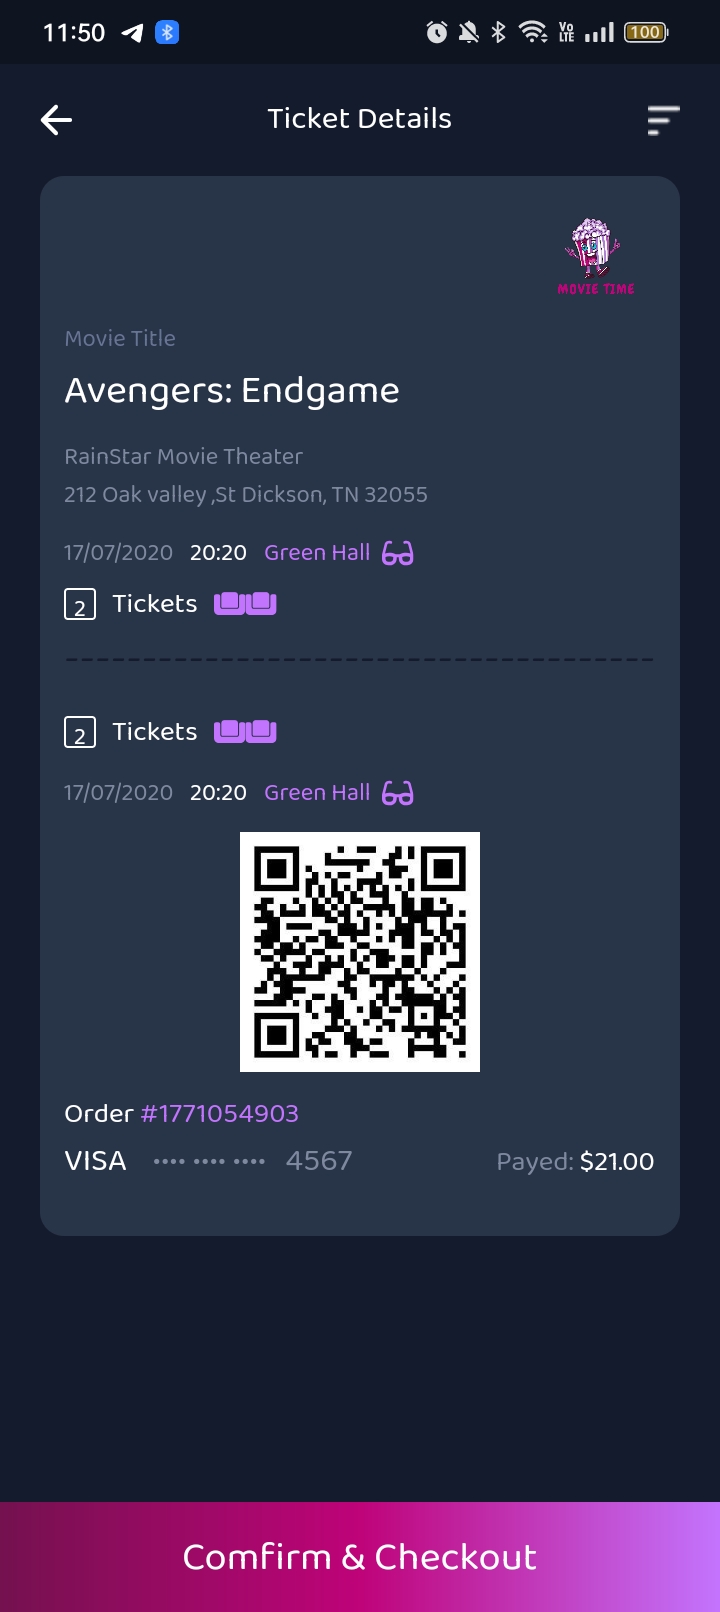 11:50 Vo LTE 100
Ticket Details
MOVIE TIME
Movie Title
Avengers: Endgame
RainStar Movie Theater
212 Oak valley ,St Dickson, TN 32055
17/07/2020 20:20 Green Hall
2 Tickets
2 Tickets
17/07/2020 20:20 Green Hall
Order #1771054903
VISA •••• •••• •••• 4567 Payed: $21.00
Comfirm & Checkout